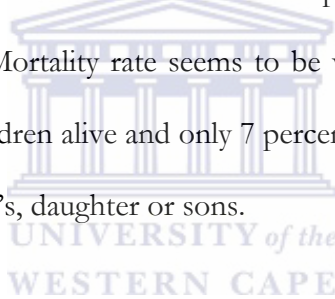 Mortality rate seems to be
dren alive and only 7 percen
's, daughter or sons.
UNIVERSITY of the
WESTERN CAPE